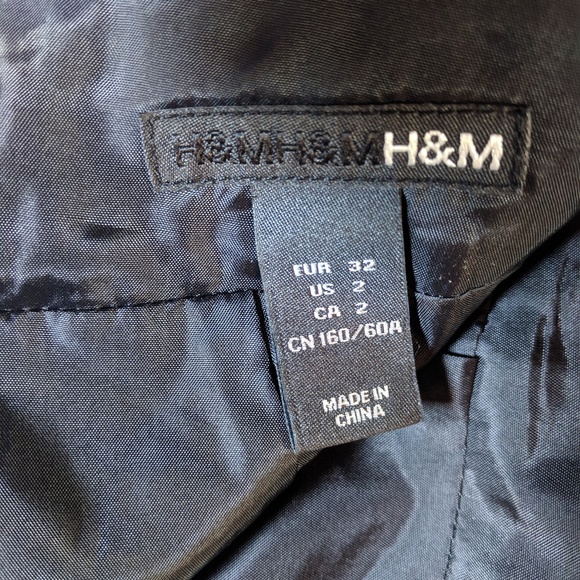 H&MH&MH&M
EUR 32
US 2
CA 2
CN 160/60A
MADE IN
CHINA